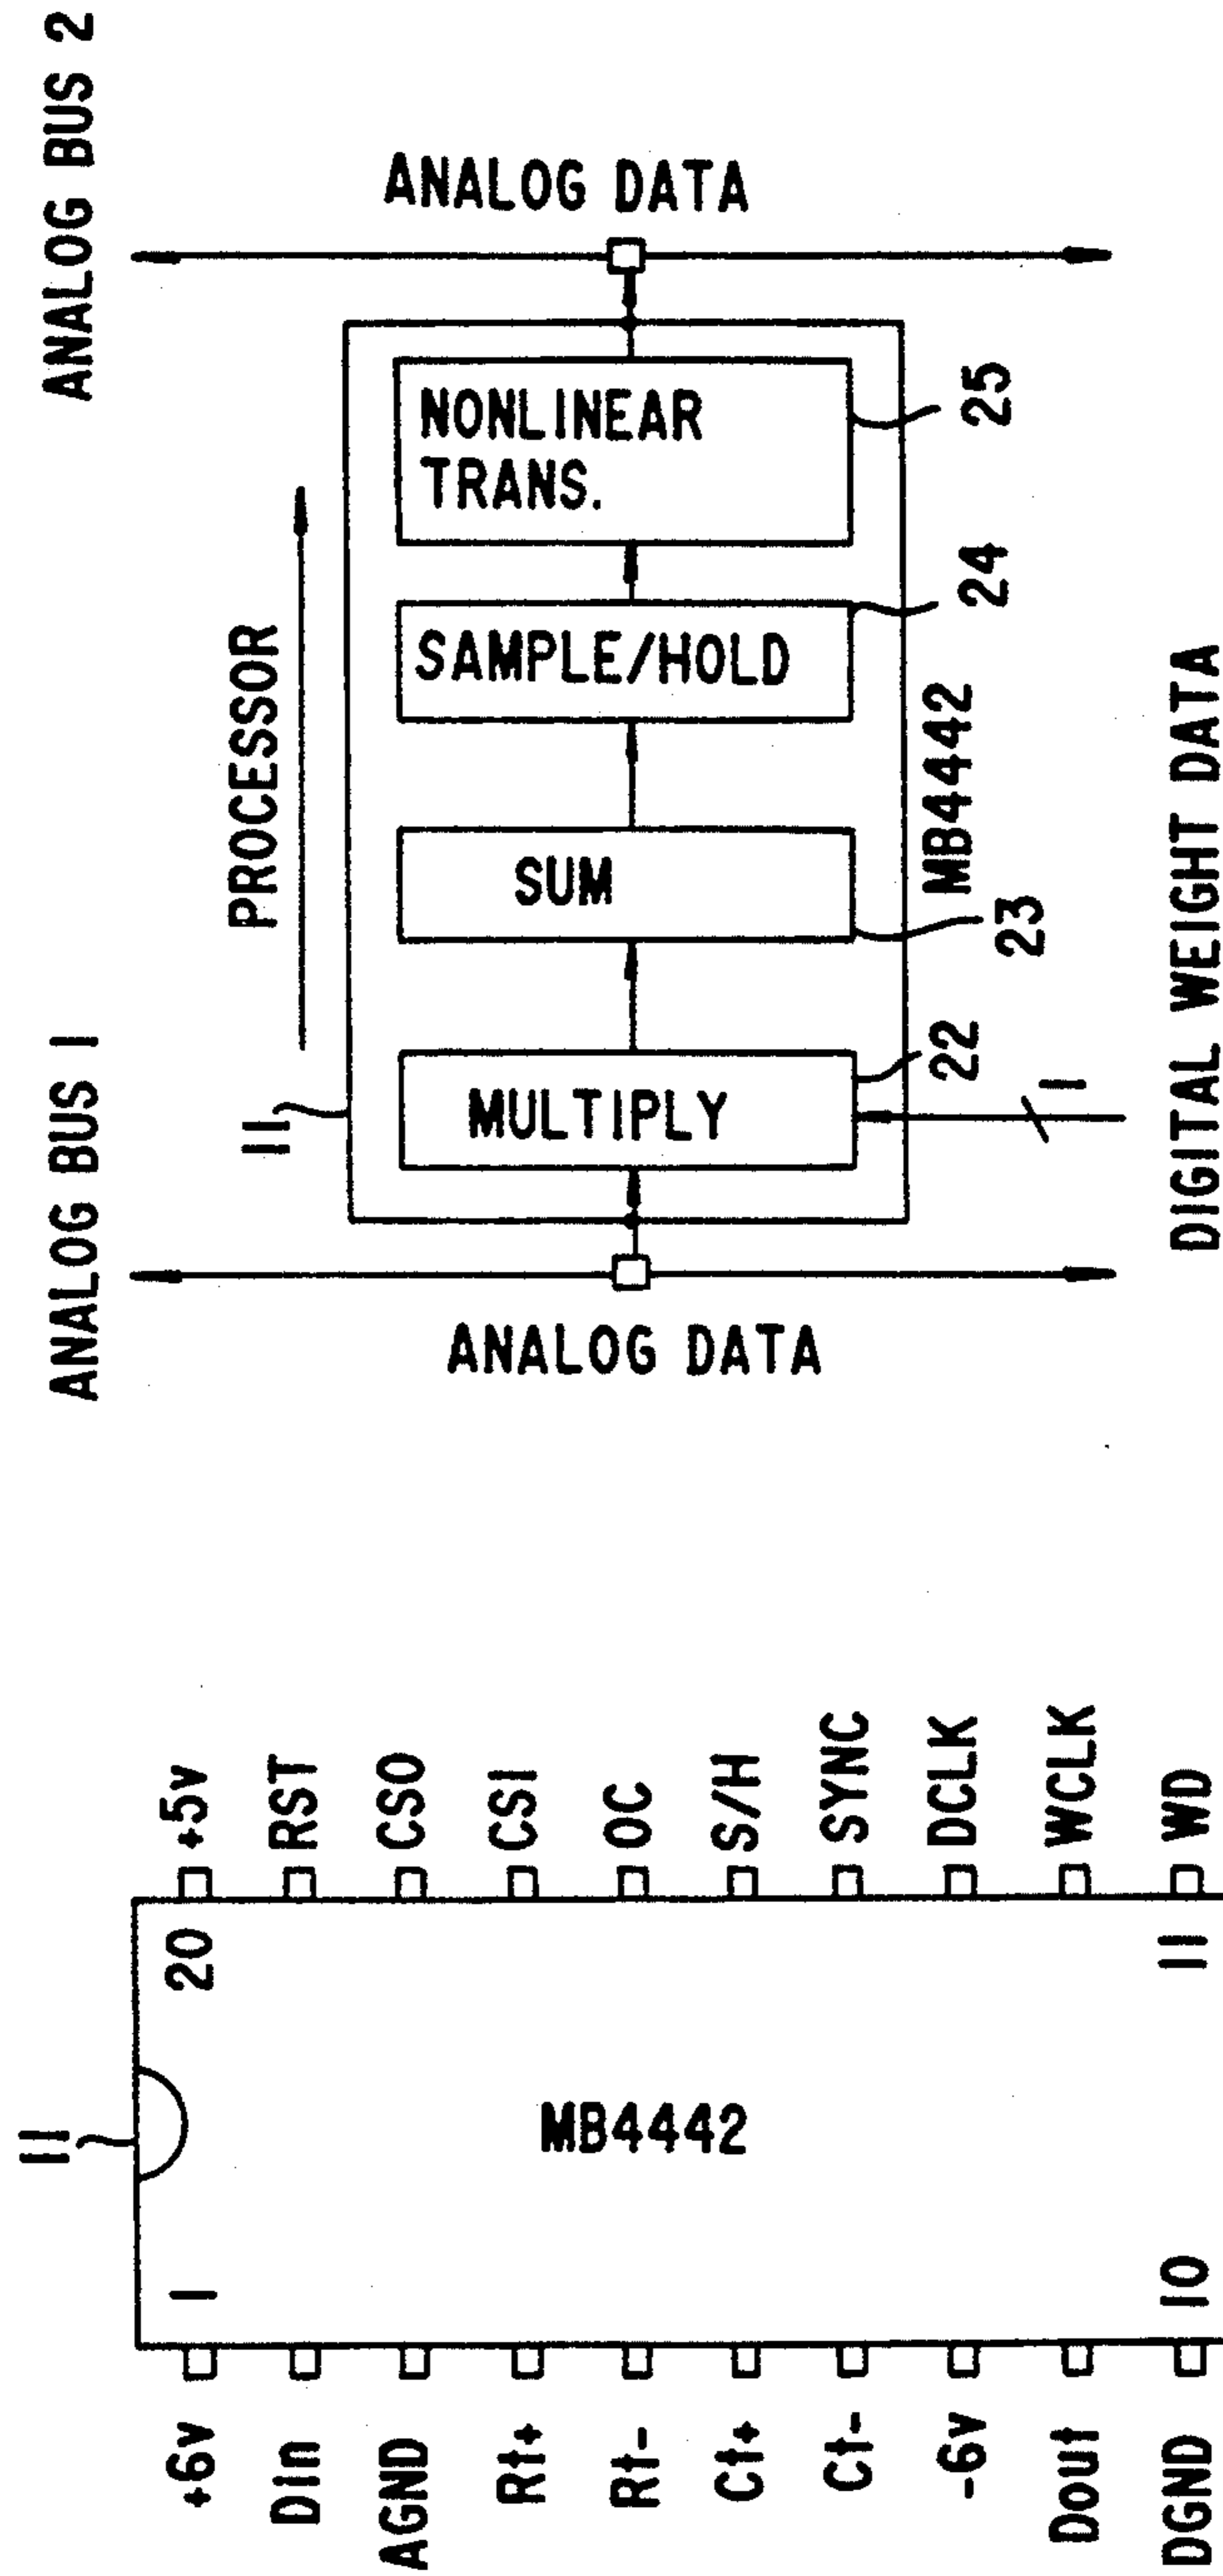 11
+6v
1
20
+5v
Din
RST
AGND
CSO
Rt+
CSI
Rt-
OC
Ct+
MB4442
S/H
Ct-
SYNC
-6v
DCLK
Dout
WCLK
DGND
10
11
WD
ANALOG BUS 1
ANALOG BUS 2
11
PROCESSOR
ANALOG DATA
MULTIPLY
SUM
SAMPLE/HOLD
NONLINEAR
TRANS.
ANALOG DATA
22
23
MB4442
24
25
1
DIGITAL WEIGHT DATA